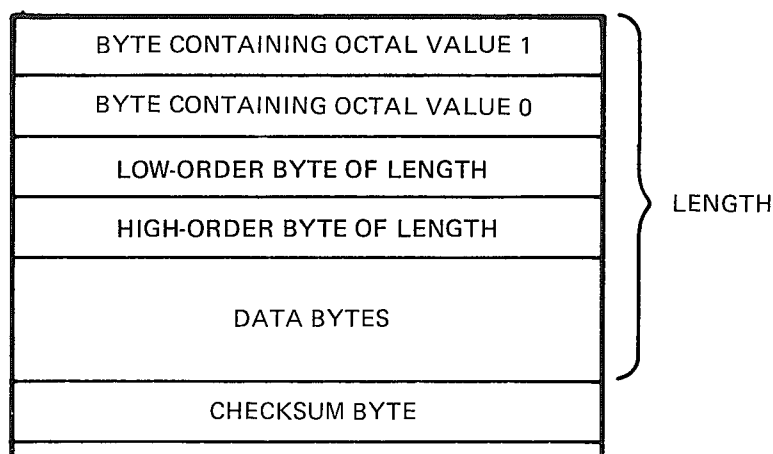 BYTE CONTAINING OCTAL VALUE 1
BYTE CONTAINING OCTAL VALUE 0
LOW-ORDER BYTE OF LENGTH
HIGH-ORDER BYTE OF LENGTH
LENGTH
DATA BYTES
CHECKSUM BYTE